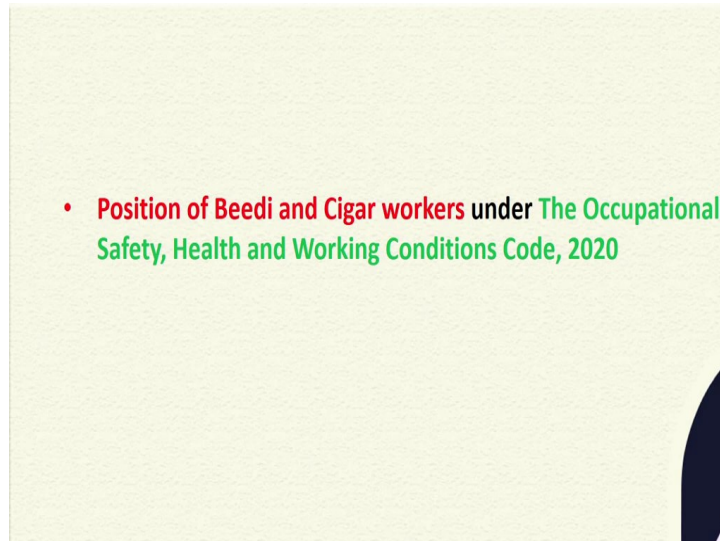 • Position of Beedi and Cigar workers under The Occupational
Safety, Health and Working Conditions Code, 2020